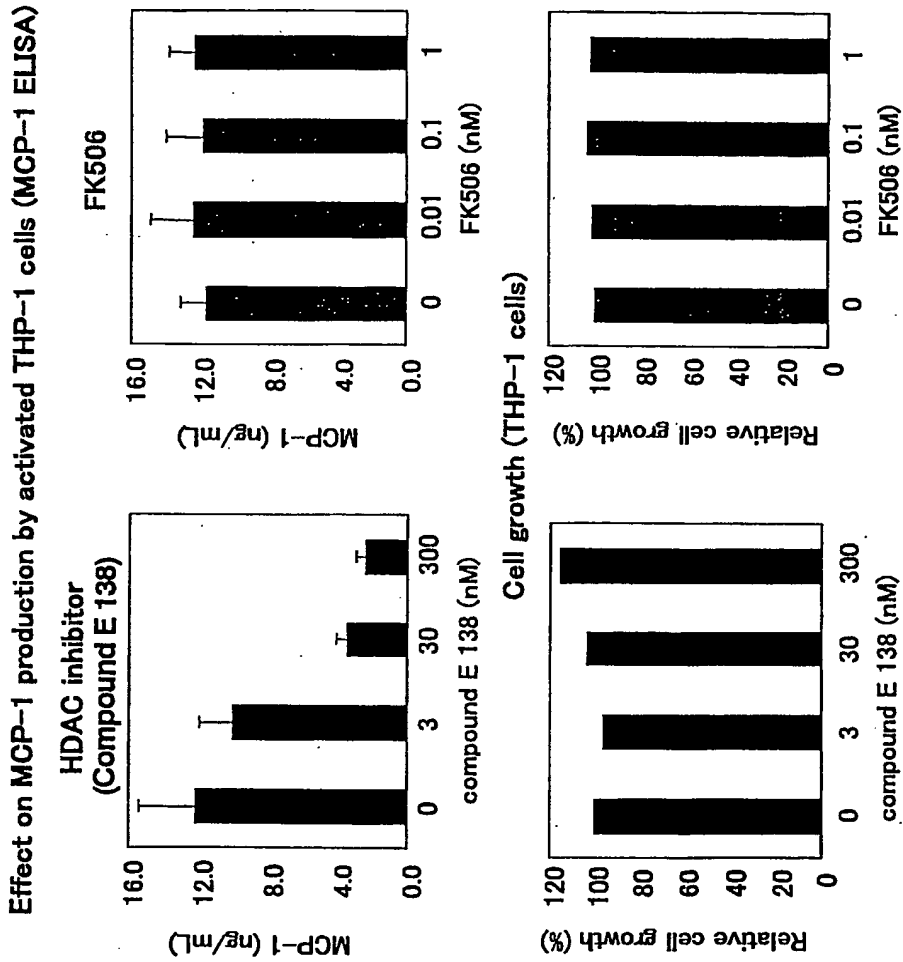 Effect on MCP-1 production by activated THP-1 cells (MCP-1 ELISA)
HDAC inhibitor
(Compound E 138)
MCP-1 (ng/mL)
16.0
12.0
8.0
4.0
0.0
0 3 30 300
compound E 138 (nM)
FK506
MCP-1 (ng/mL)
16.0
12.0
8.0
4.0
0.0
0 0.01 0.1 1
FK506 (nM)
Cell growth (THP-1 cells)
Relative cell growth (%)
120
100
80
60
40
20
0
0 3 30 300
compound E 138 (nM)
Relative cell growth (%)
120
100
80
60
40
20
0
0 0.01 0.1 1
FK506 (nM)